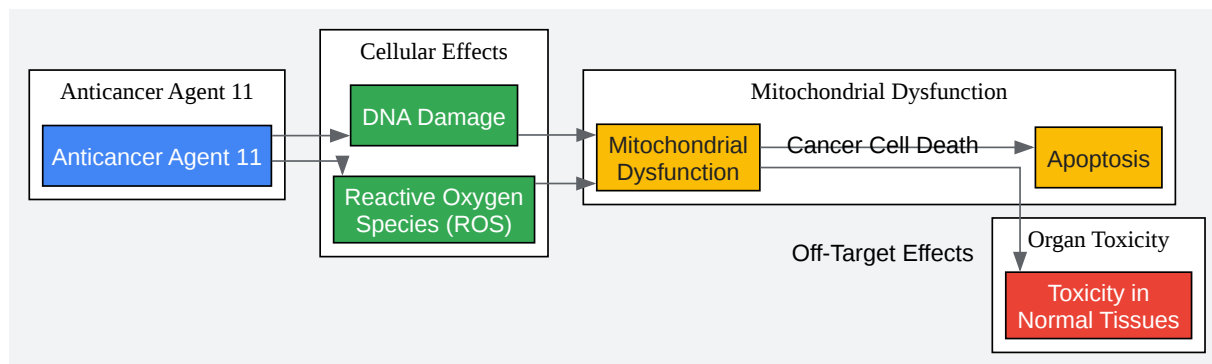 Anticancer Agent 11
Anticancer Agent 11
Cellular Effects
DNA Damage
Reactive Oxygen
Species (ROS)
Mitochondrial Dysfunction
Mitochondrial
Dysfunction
Cancer Cell Death
Apoptosis
Off-Target Effects
Organ Toxicity
Toxicity in
Normal Tissues